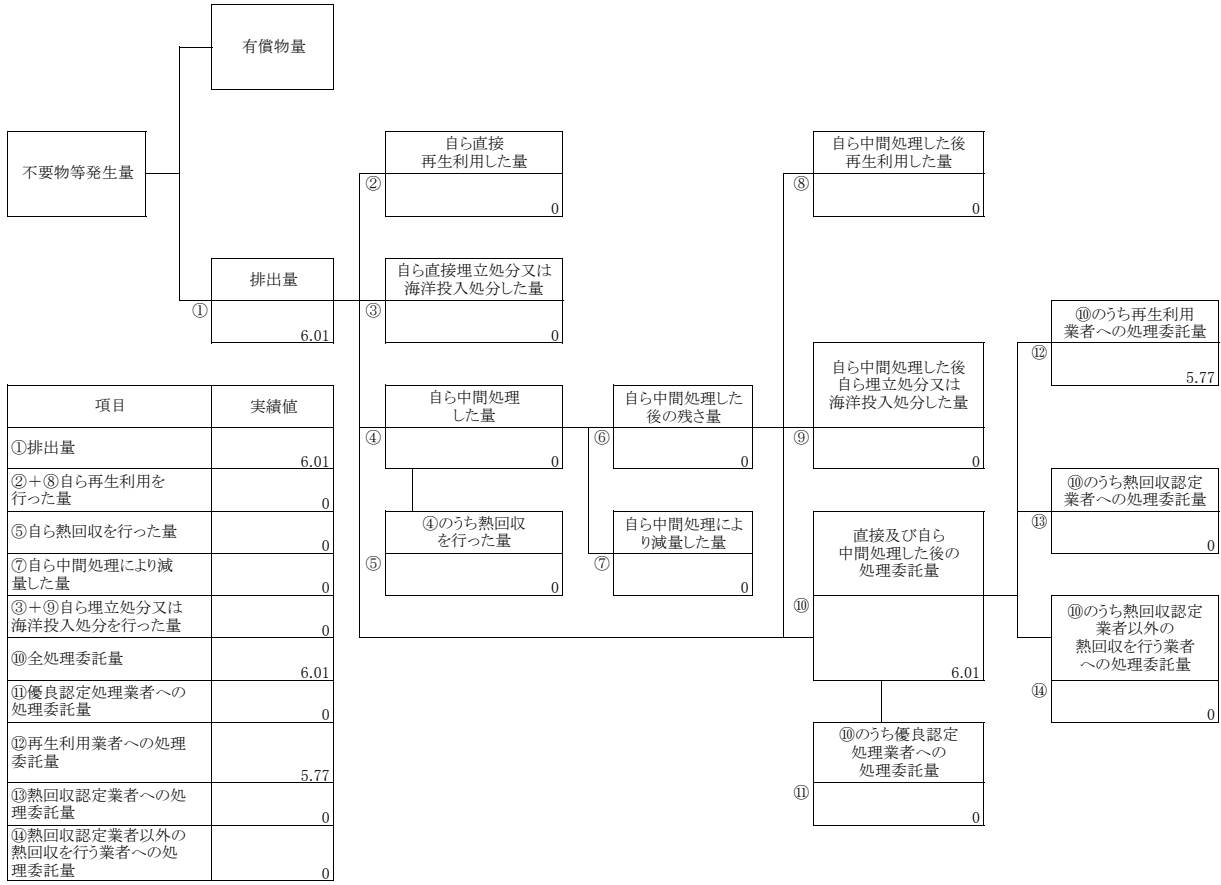 有償物量
不要物等発生量
自ら直接
再生利用した量
②
0
自ら中間処理した後
再生利用した量
⑧
0
排出量
①
6.01
自ら直接埋立処分又は
海洋投入処分した量
③
0
⑩のうち再生利用
業者への処理委託量
⑫
5.77
自ら中間処理した後
自ら埋立処分又は
海洋投入処分した量
⑨
0
自ら中間処理
した量
④
0
自ら中間処理した
後の残さ量
⑥
0
⑩のうち熱回収認定
業者への処理委託量
⑬
0
④のうち熱回収
を行った量
⑤
0
自ら中間処理によ
り減量した量
⑦
0
直接及び自ら
中間処理した後の
処理委託量
⑩
6.01
⑩のうち熱回収認定
業者以外の
熱回収を行う業者
への処理委託量
⑭
0
⑩のうち優良認定
処理業者への
処理委託量
⑪
0
項目 実績値
①排出量
6.01
②＋⑧自ら再生利用を
行った量
0
⑤自ら熱回収を行った量
0
⑦自ら中間処理により減
量した量
0
③＋⑨自ら埋立処分又は
海洋投入処分を行った量
0
⑩全処理委託量
6.01
⑪優良認定処理業者への
処理委託量
0
⑫再生利用業者への処理
委託量
5.77
⑬熱回収認定業者への処
理委託量
0
⑭熱回収認定業者以外の
熱回収を行う業者への処
理委託量
0